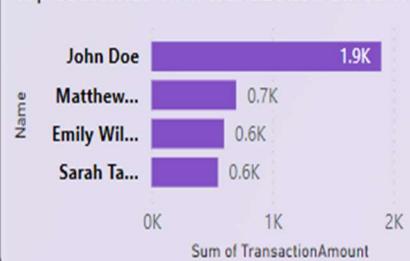 John Doe 1.9K
Matthew... 0.7K
Emily Wil... 0.6K
Sarah Ta... 0.6K
Name
0K 1K 2K
Sum of TransactionAmount